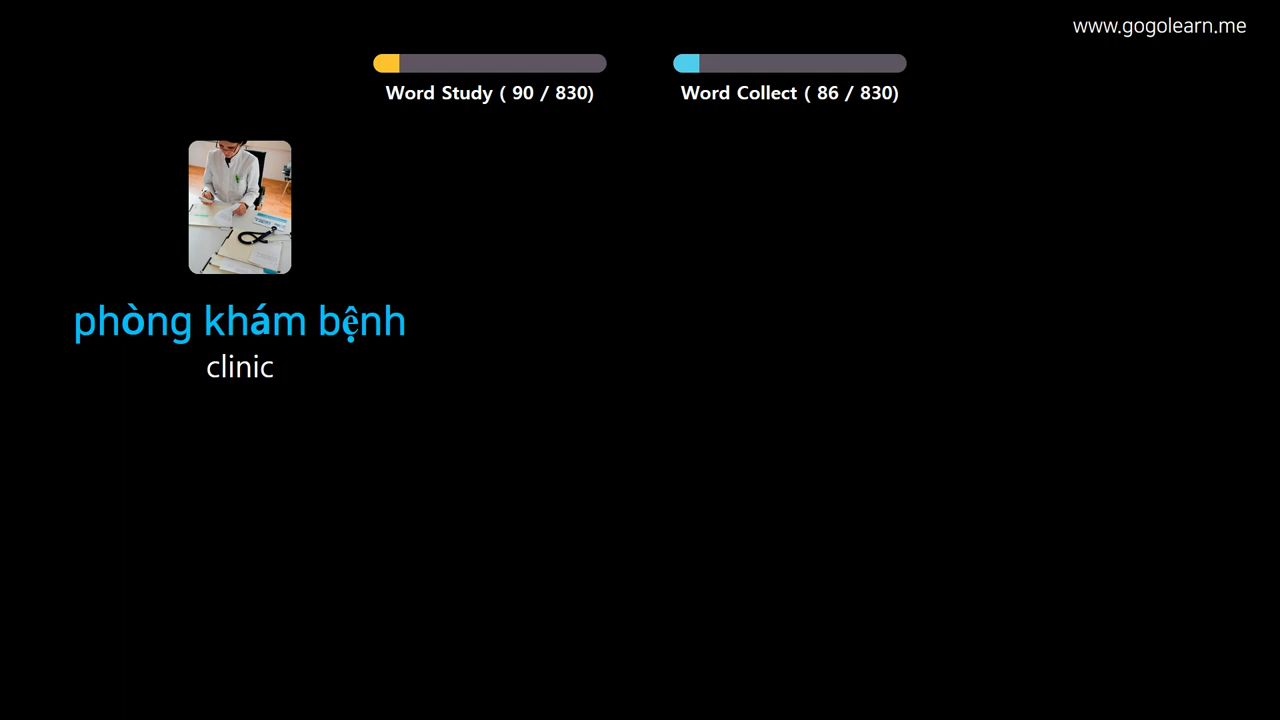 www.gogolearn.me
Word Study ( 90 / 830)
Word Collect ( 86 / 830)
phòng khám bệnh
clinic